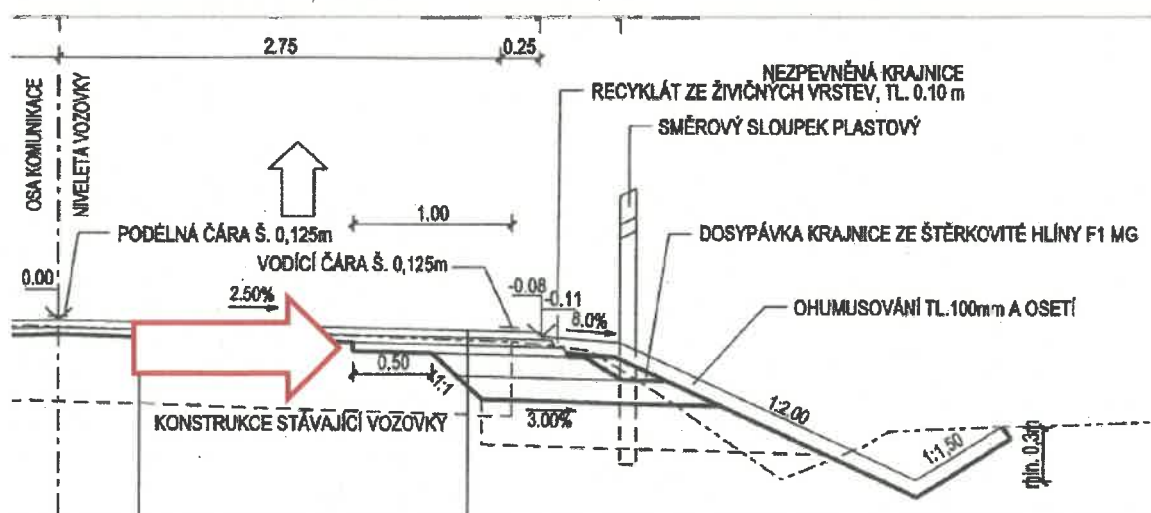 2.75
0.25
NEZPEVNĚNÁ KRAJNICE
RECYKLÁT ZE ŽIVIČNÝCH VRSTEV, TL. 0.10 m
SMĚROVÝ SLOUPEK PLASTOVÝ
OSA KOMUNIKACE
NIVELETA VOZOVKY
1.00
PODÉLNÁ ČÁRA Š. 0,125m
DOSYPÁVKA KRAJNICE ZE ŠTĚRKOVITÉ HLÍNY F1 MG
VODÍCÍ ČÁRA Š. 0,125m
0.00
2.50%
-0.08
-0.11
8.0%
OHUMUSOVÁNÍ TL.100mm A OSETÍ
0.50
1:1
1:2.00
KONSTRUKCE STÁVAJÍCÍ VOZOVKY
3.00%
1:1,50
min. 0,3m